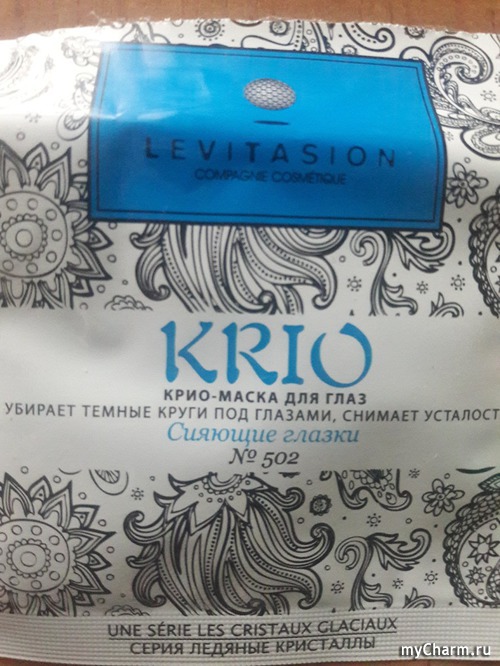 LEVITASION
COMPAGNIE COSMÉTIQUE
KRIO
КРИО-МАСКА ДЛЯ ГЛАЗ
УБИРАЕТ ТЕМНЫЕ КРУГИ ПОД ГЛАЗАМИ, СНИМАЕТ УСТАЛОСТ
Сияющие глазки
№ 502
UNE SÉRIE LES CRISTAUX GLACIAUX
СЕРИЯ ЛЕДЯНЫЕ КРИСТАЛЛЫ
myCharm.ru